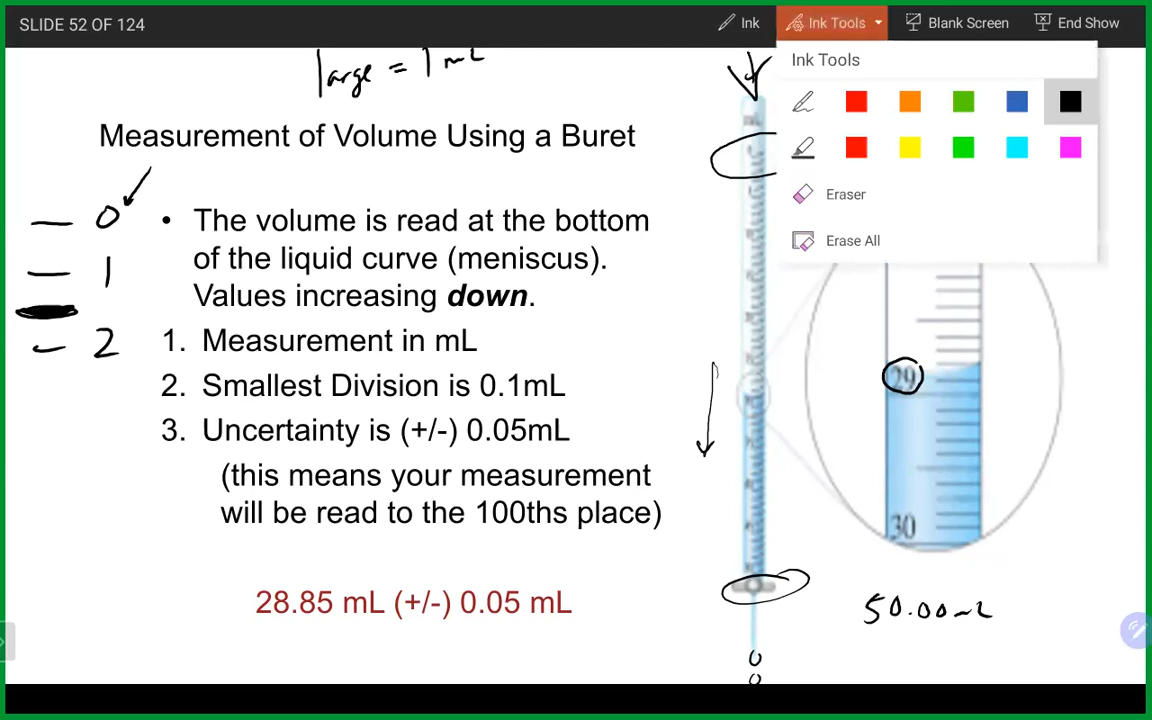 SLIDE 52 OF 124
Ink
Ink Tools
Blank Screen
End Show
Ink Tools
Eraser
Erase All
large = 1 mL
Measurement of Volume Using a Buret
0
1
2
• The volume is read at the bottom
of the liquid curve (meniscus).
Values increasing down.
1. Measurement in mL
2. Smallest Division is 0.1mL
3. Uncertainty is (+/-) 0.05mL
(this means your measurement
will be read to the 100ths place)
28.85 mL (+/-) 0.05 mL
29
30
50.00mL